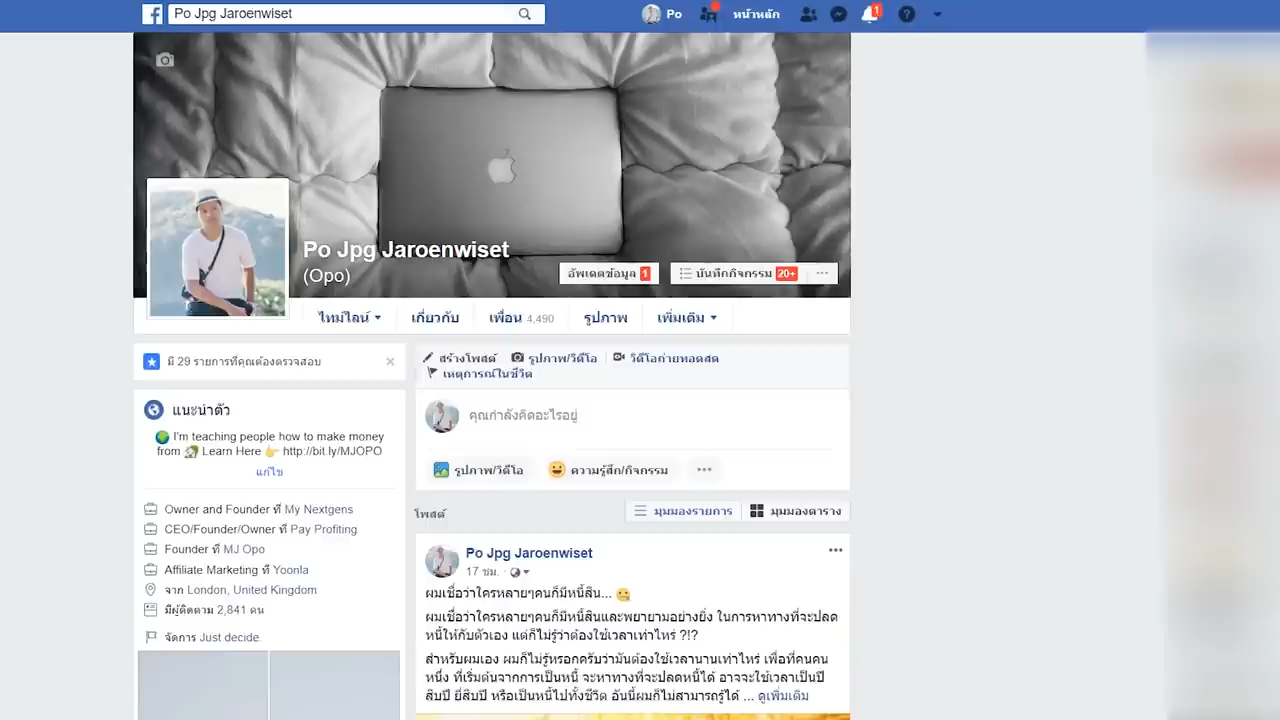 Po Jpg Jaroenwiset
Po
หน้าหลัก
1
Po Jpg Jaroenwiset
(Opo)
อัพเดตข้อมูล 1
บันทึกกิจกรรม 20+
ไทม์ไลน์
เกี่ยวกับ
เพื่อน 4,490
รูปภาพ
เพิ่มเติม
มี 29 รายการที่คุณต้องตรวจสอบ
แนะนำตัว
I'm teaching people how to make money
from Learn Here http://bit.ly/MJOPO
แก้ไข
Owner and Founder ที่ My Nextgens
CEO/Founder/Owner ที่ Pay Profiting
Founder ที่ MJ Opo
Affiliate Marketing ที่ Yoonla
จาก London, United Kingdom
มีผู้ติดตาม 2,841 คน
จัดการ Just decide.
สร้างโพสต์
รูปภาพ/วิดีโอ
วิดีโอถ่ายทอดสด
เหตุการณ์ในชีวิต
คุณกำลังคิดอะไรอยู่
รูปภาพ/วิดีโอ
ความรู้สึก/กิจกรรม
โพสต์
มุมมองรายการ
มุมมองตาราง
Po Jpg Jaroenwiset
17 ชม.
ผมเชื่อว่าใครหลายๆคนก็มีหนี้สิน...
ผมเชื่อว่าใครหลายๆคนก็มีหนี้สินและพยายามอย่างยิ่ง ในการหาทางที่จะปลด
หนี้ให้กับตัวเอง แต่ก็ไม่รู้ว่าต้องใช้เวลาเท่าไหร่ ?!?
สำหรับผมเอง ผมก็ไม่รู้หรอกครับว่ามันต้องใช้เวลานานเท่าไหร่ เพื่อที่คนคน
หนึ่ง ที่เริ่มต้นจากการเป็นหนี้ จะหาทางที่จะปลดหนี้ได้ อาจจะใช้เวลาเป็นปี
สิบปี ยี่สิบปี หรือเป็นหนี้ไปทั้งชีวิต อันนี้ผมก็ไม่สามารถรู้ได้ ... ดูเพิ่มเติม